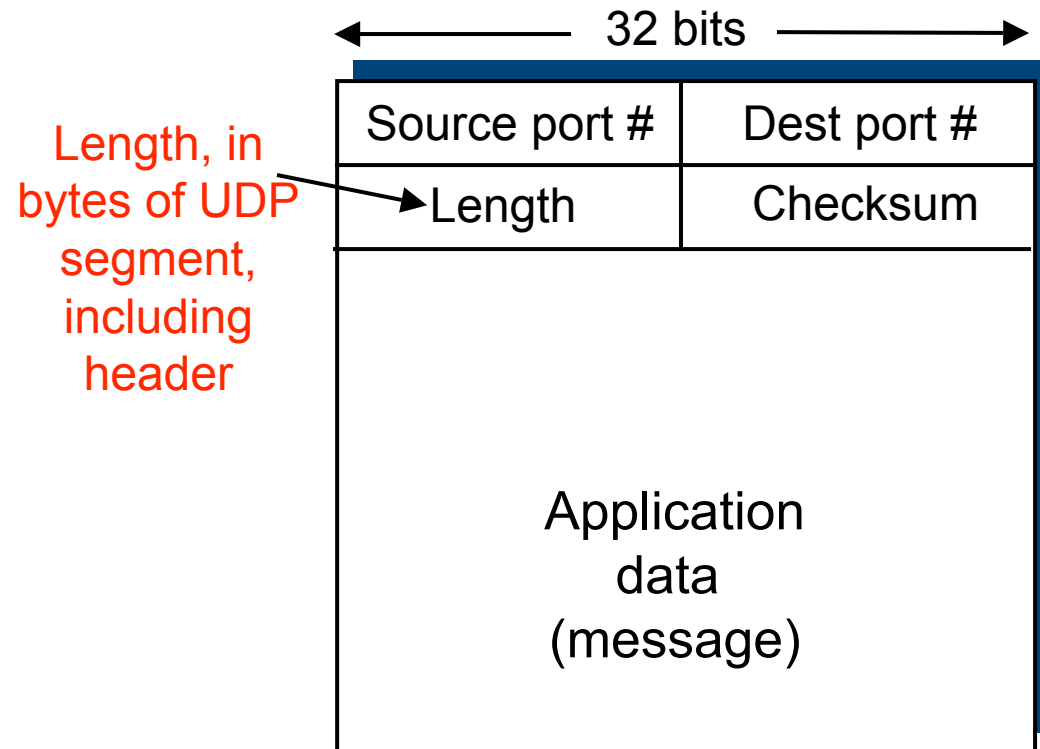 32 bits
Source port #
Dest port #
Length, in
bytes of UDP
segment,
including
header
Length
Checksum
Application
data
(message)